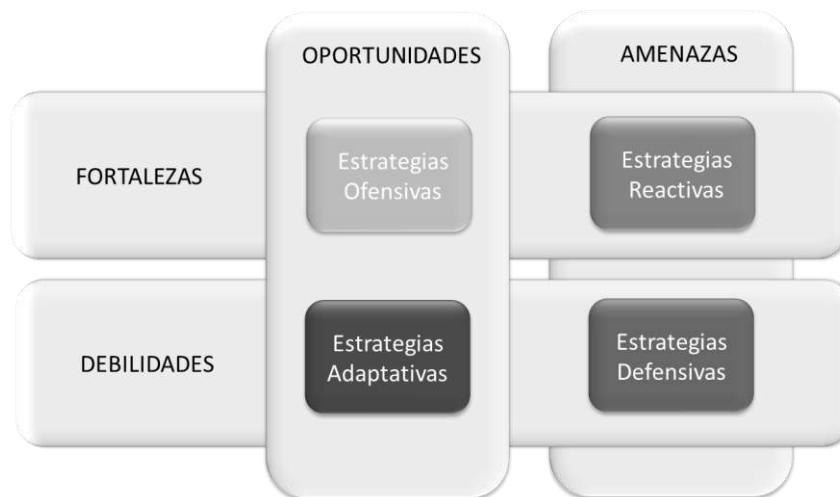 OPORTUNIDADES
AMENAZAS
FORTALEZAS
Estrategias
Ofensivas
Estrategias
Reactivas
DEBILIDADES
Estrategias
Adaptativas
Estrategias
Defensivas